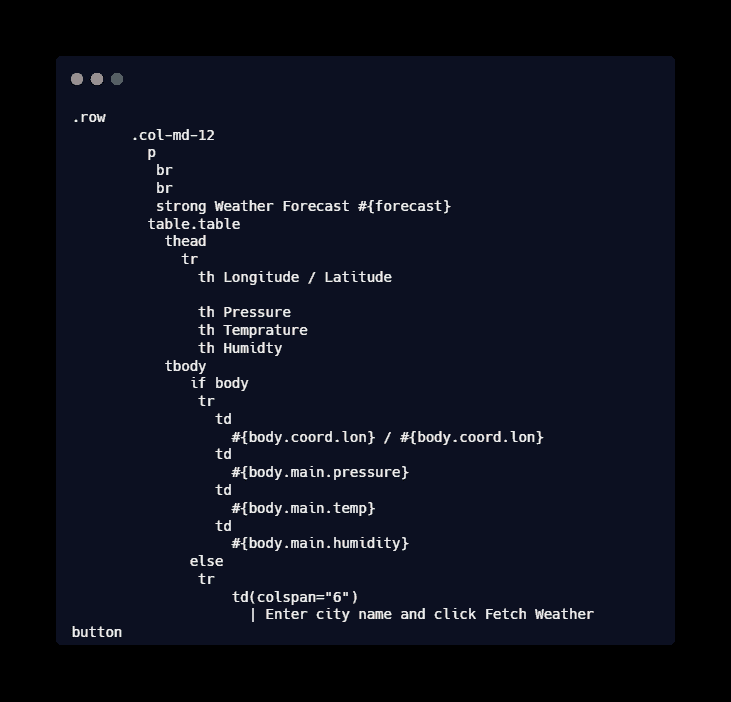 .row
       .col-md-12
         p
          br
          br
          strong Weather Forecast #{forecast}
         table.table
           thead
             tr
               th Longitude / Latitude

               th Pressure
               th Temprature
               th Humidty
           tbody
              if body
               tr
                 td
                   #{body.coord.lon} / #{body.coord.lon}
                 td
                   #{body.main.pressure}
                 td
                   #{body.main.temp}
                 td
                   #{body.main.humidity}
              else
               tr
                   td(colspan="6")
                     | Enter city name and click Fetch Weather
button